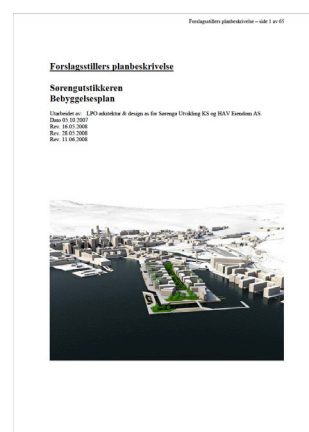 Forslagsstillers planbeskrivelse – side 1 av 65
Forslagsstillers planbeskrivelse
Sørengutstikkeren
Bebyggelsesplan
Utarbeidet av: LPO arkitektur & design as for Sørenga Utvikling KS og HAV Eiendom AS.
Dato 05.10.2007
Rev. 16.05.2008
Rev. 28.05.2008
Rev. 11.06.2008